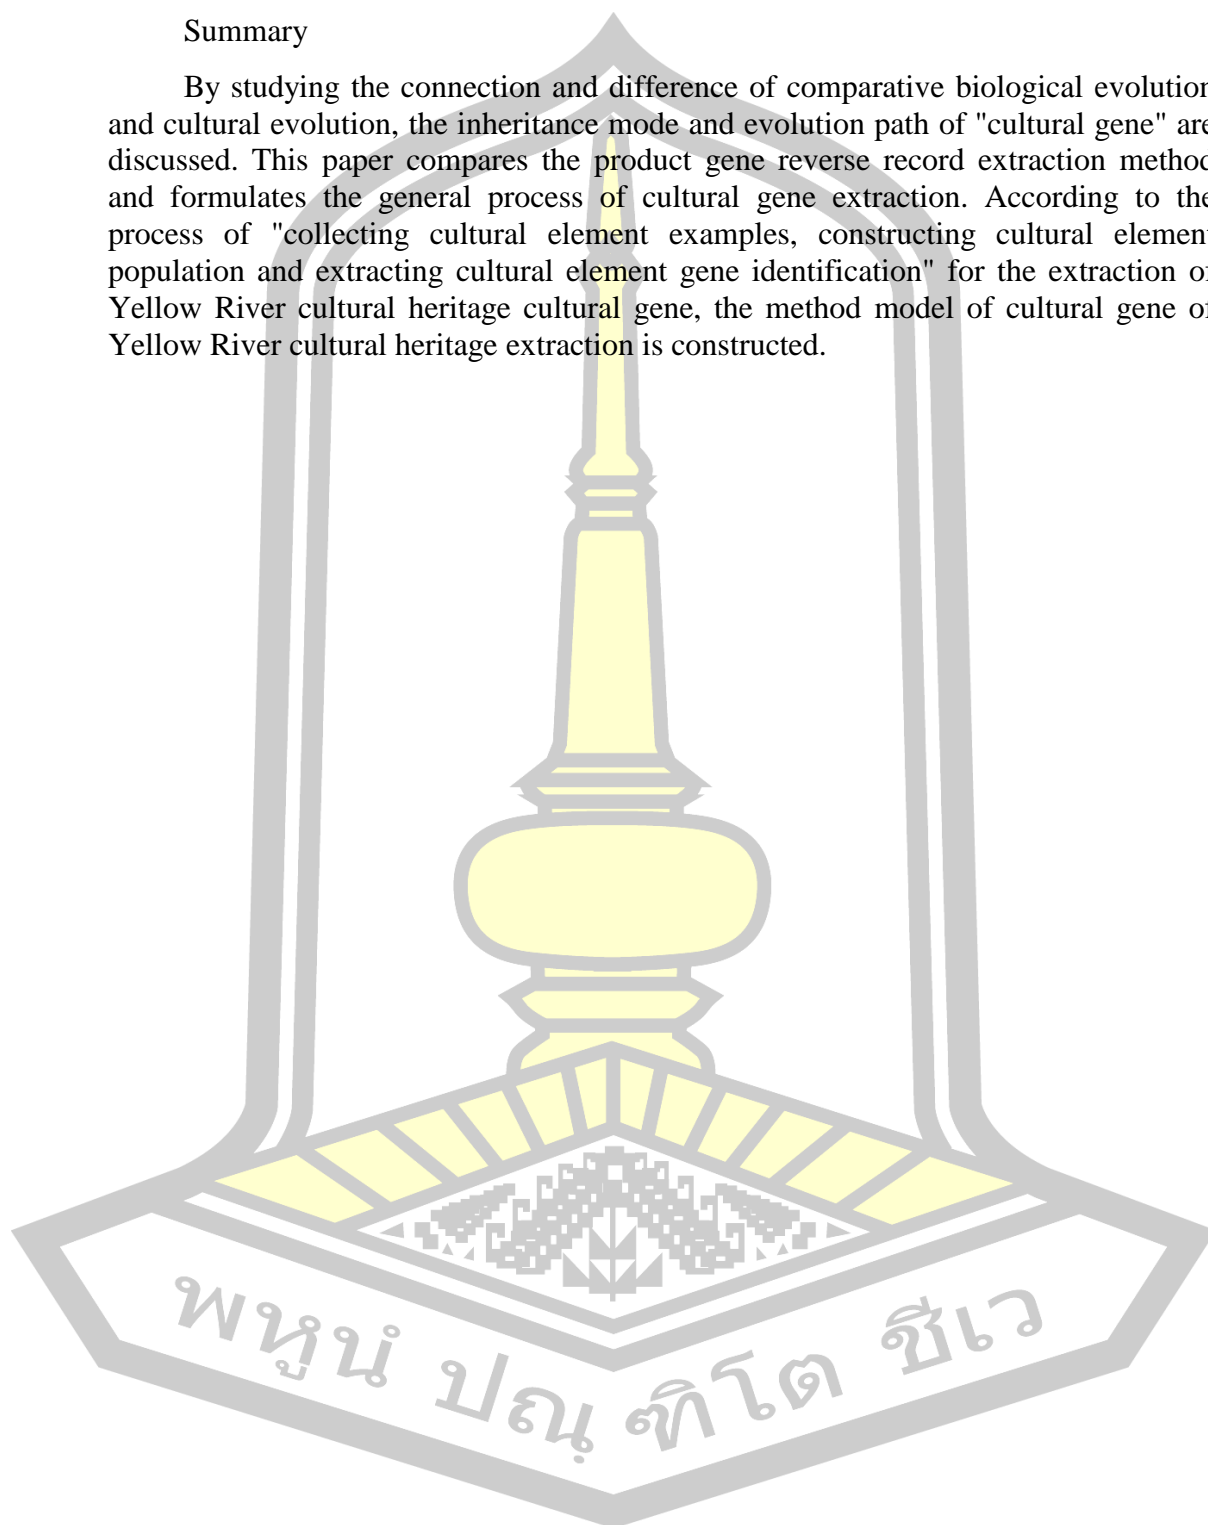 Summary
By studying the connection and difference of comparative biological evolution
and cultural evolution, the inheritance mode and evolution path of "cultural gene" are
discussed. This paper compares the product gene reverse record extraction method
and formulates the general process of cultural gene extraction. According to the
process of "collecting cultural element examples, constructing cultural element
population and extracting cultural element gene identification" for the extraction of
Yellow River cultural heritage cultural gene, the method model of cultural gene of
Yellow River cultural heritage extraction is constructed.
พหูนํ ปณฺ ฑิโต ชีเว